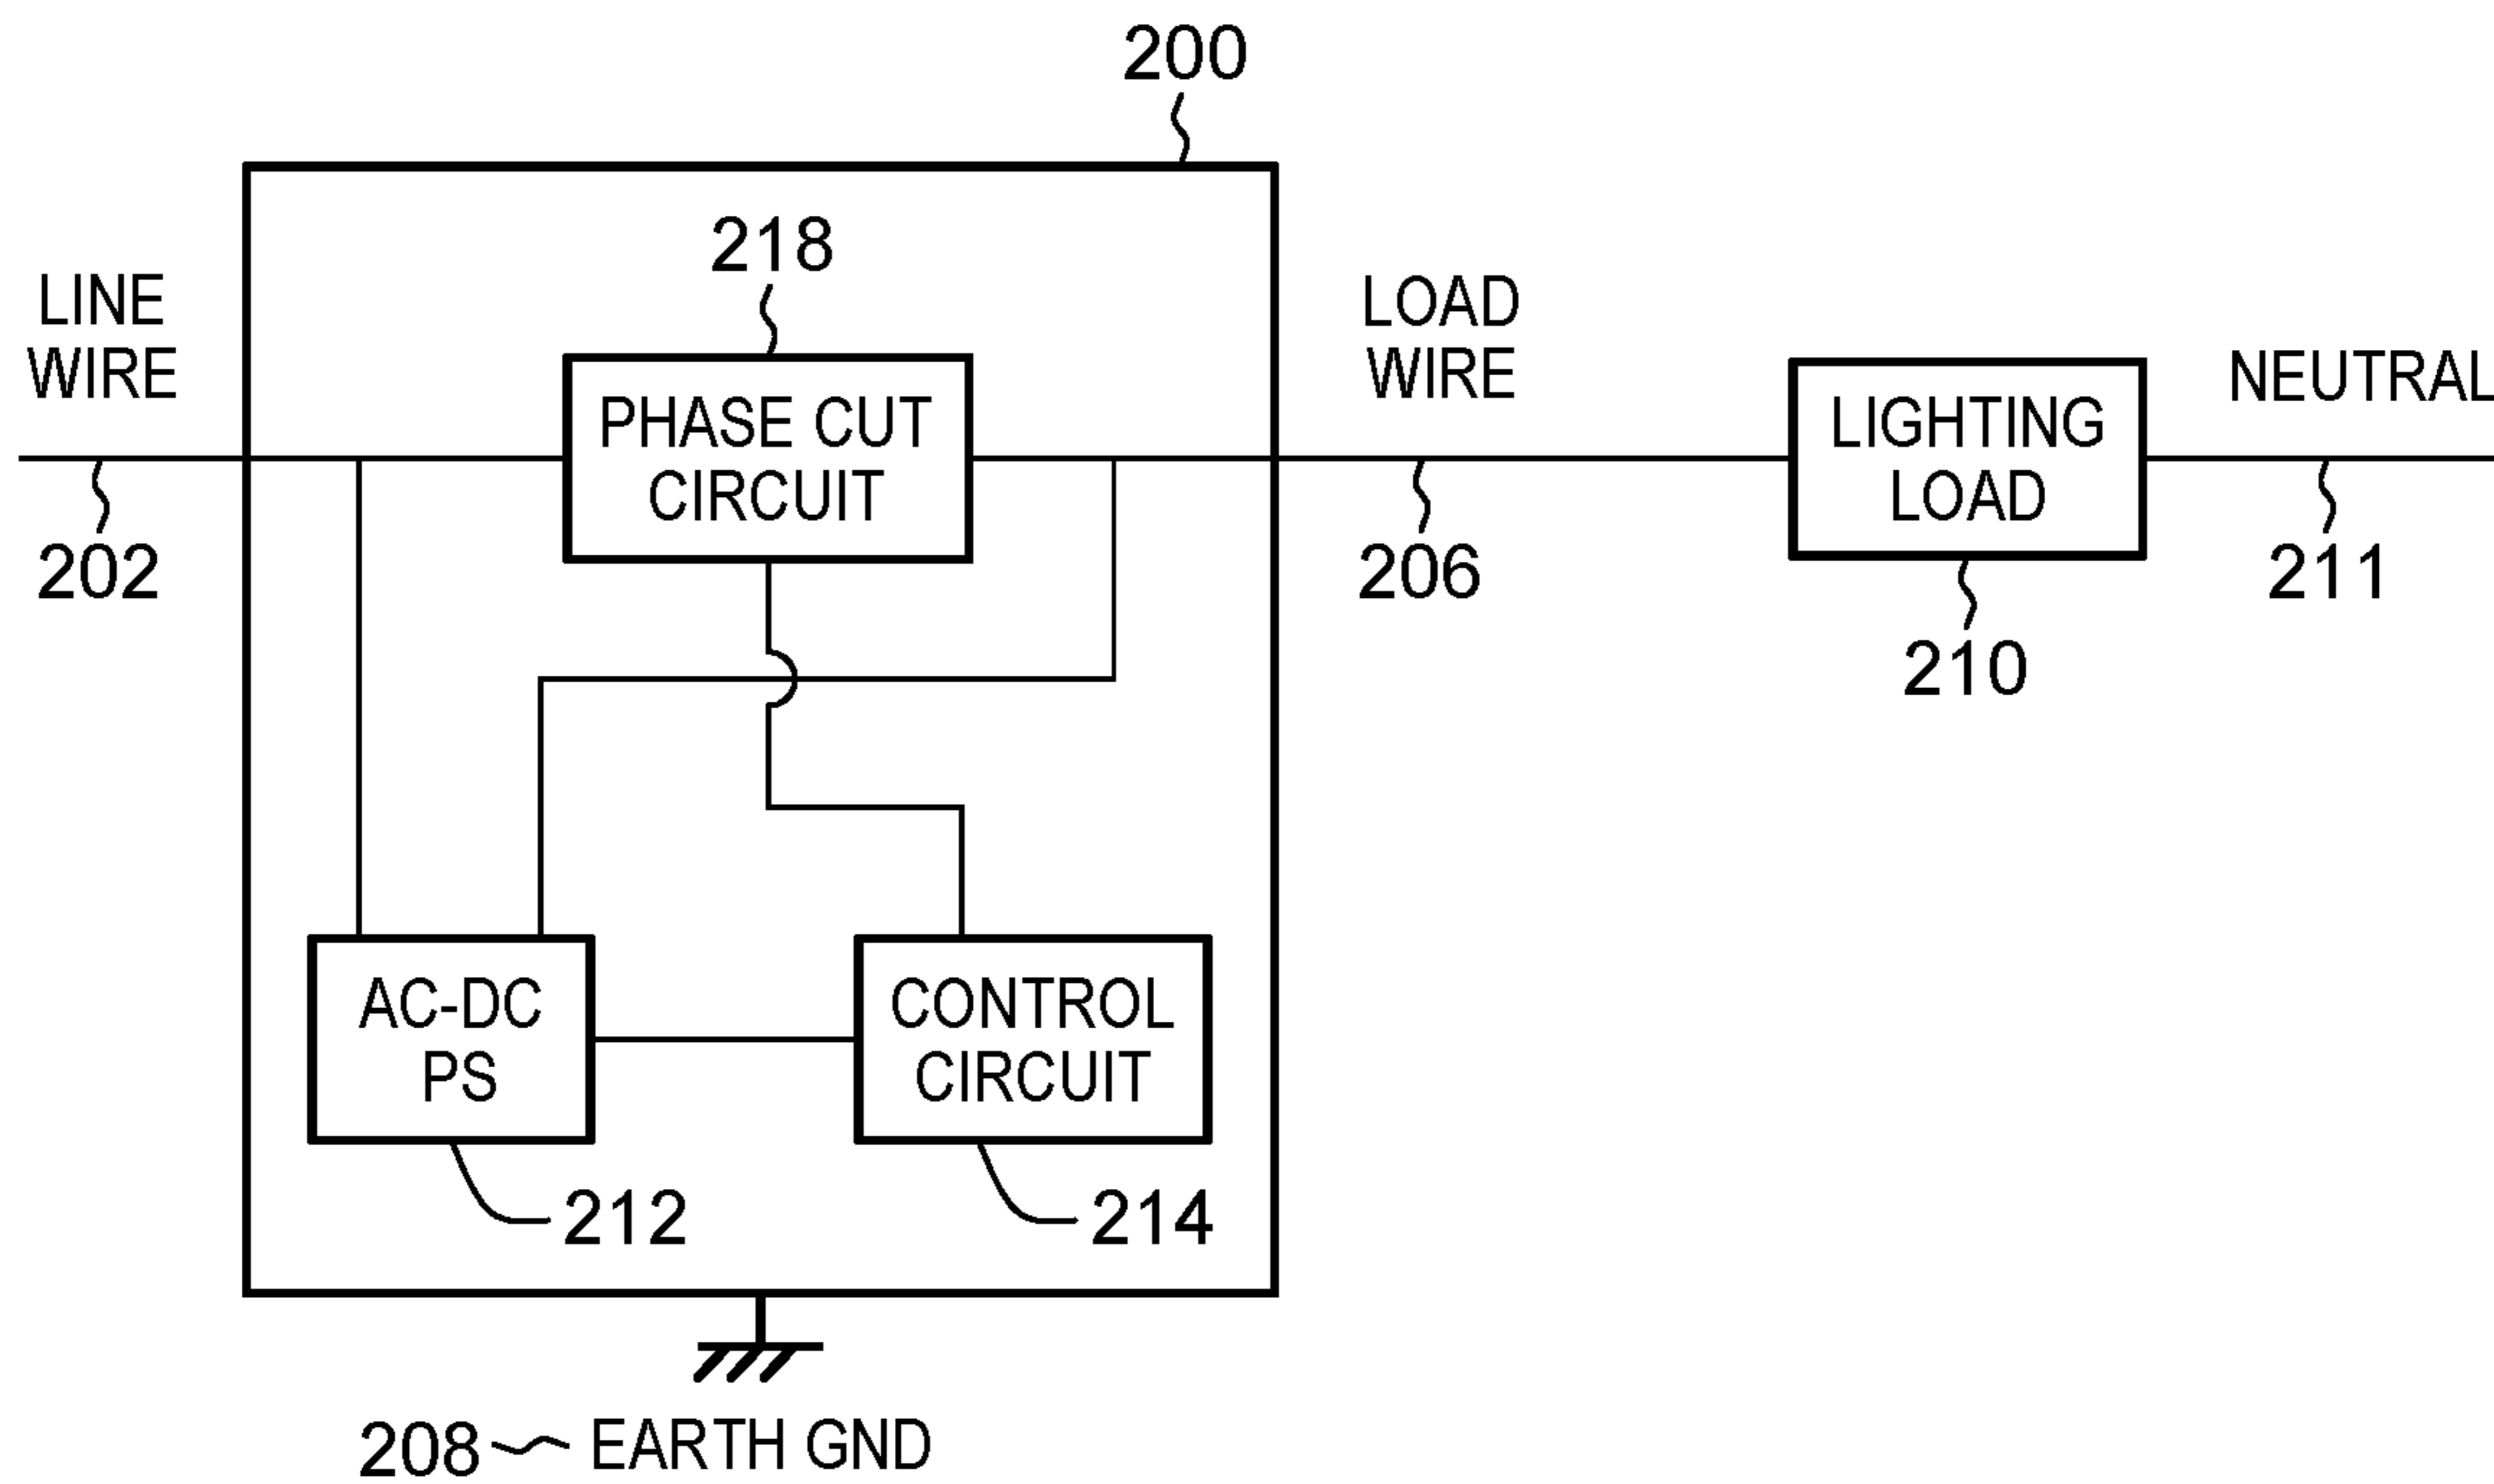 200
218
LINE
WIRE
LOAD
WIRE
NEUTRAL
PHASE CUT
CIRCUIT
LIGHTING
LOAD
202
206
211
210
AC-DC
PS
CONTROL
CIRCUIT
212
214
208 EARTH GND